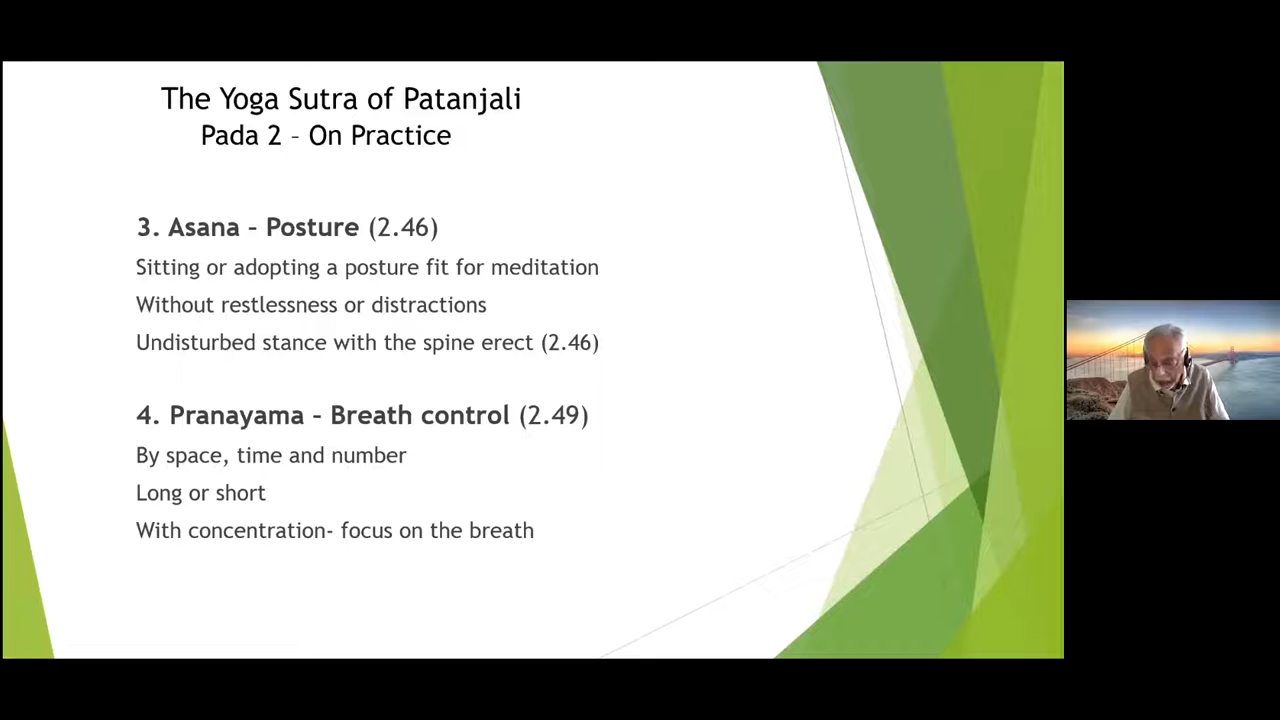 The Yoga Sutra of Patanjali
Pada 2 – On Practice
3. Asana – Posture (2.46)
Sitting or adopting a posture fit for meditation
Without restlessness or distractions
Undisturbed stance with the spine erect (2.46)
4. Pranayama – Breath control (2.49)
By space, time and number
Long or short
With concentration- focus on the breath